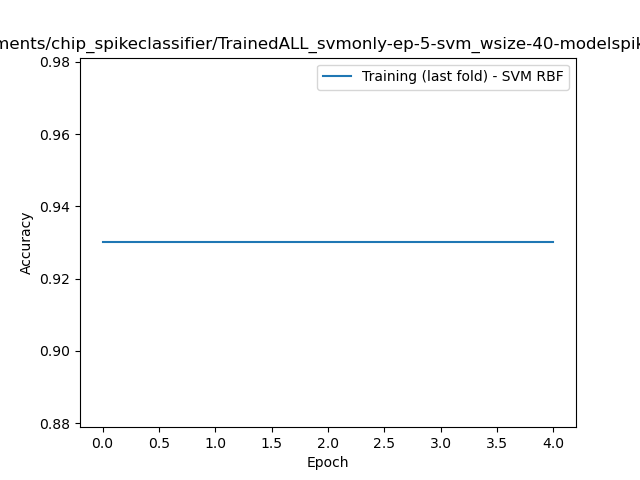 ments/chip_spikeclassifier/TrainedALL_svmonly-ep-5-svm_wsize-40-modelspik
Training (last fold) - SVM RBF
0.98
0.96
0.94
0.92
0.90
0.88
Accuracy
0.0 0.5 1.0 1.5 2.0 2.5 3.0 3.5 4.0
Epoch